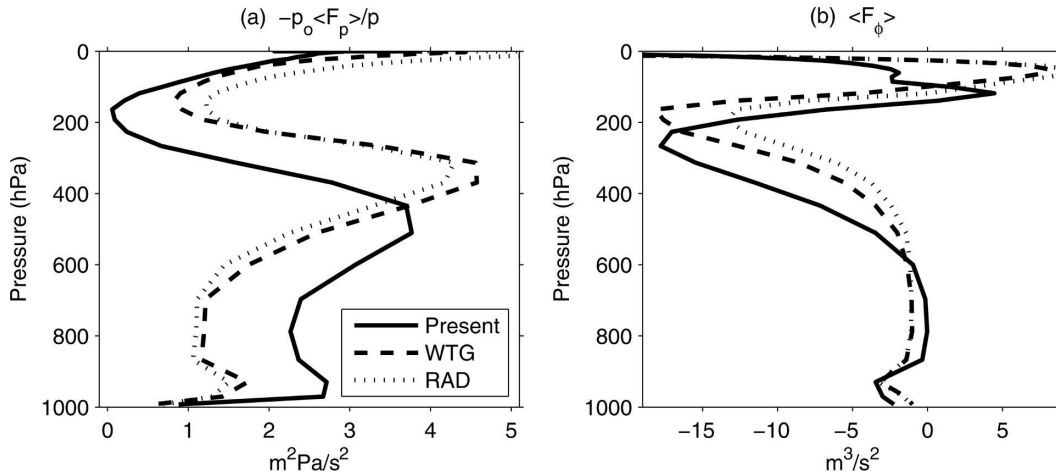 (a) −p_o<F_p>/p
(b) <F_ϕ>
0
200
400
600
800
1000
Pressure (hPa)
0 1 2 3 4 5
m²Pa/s²
Present
WTG
RAD
0
200
400
600
800
1000
Pressure (hPa)
−15 −10 −5 0 5
m³/s²